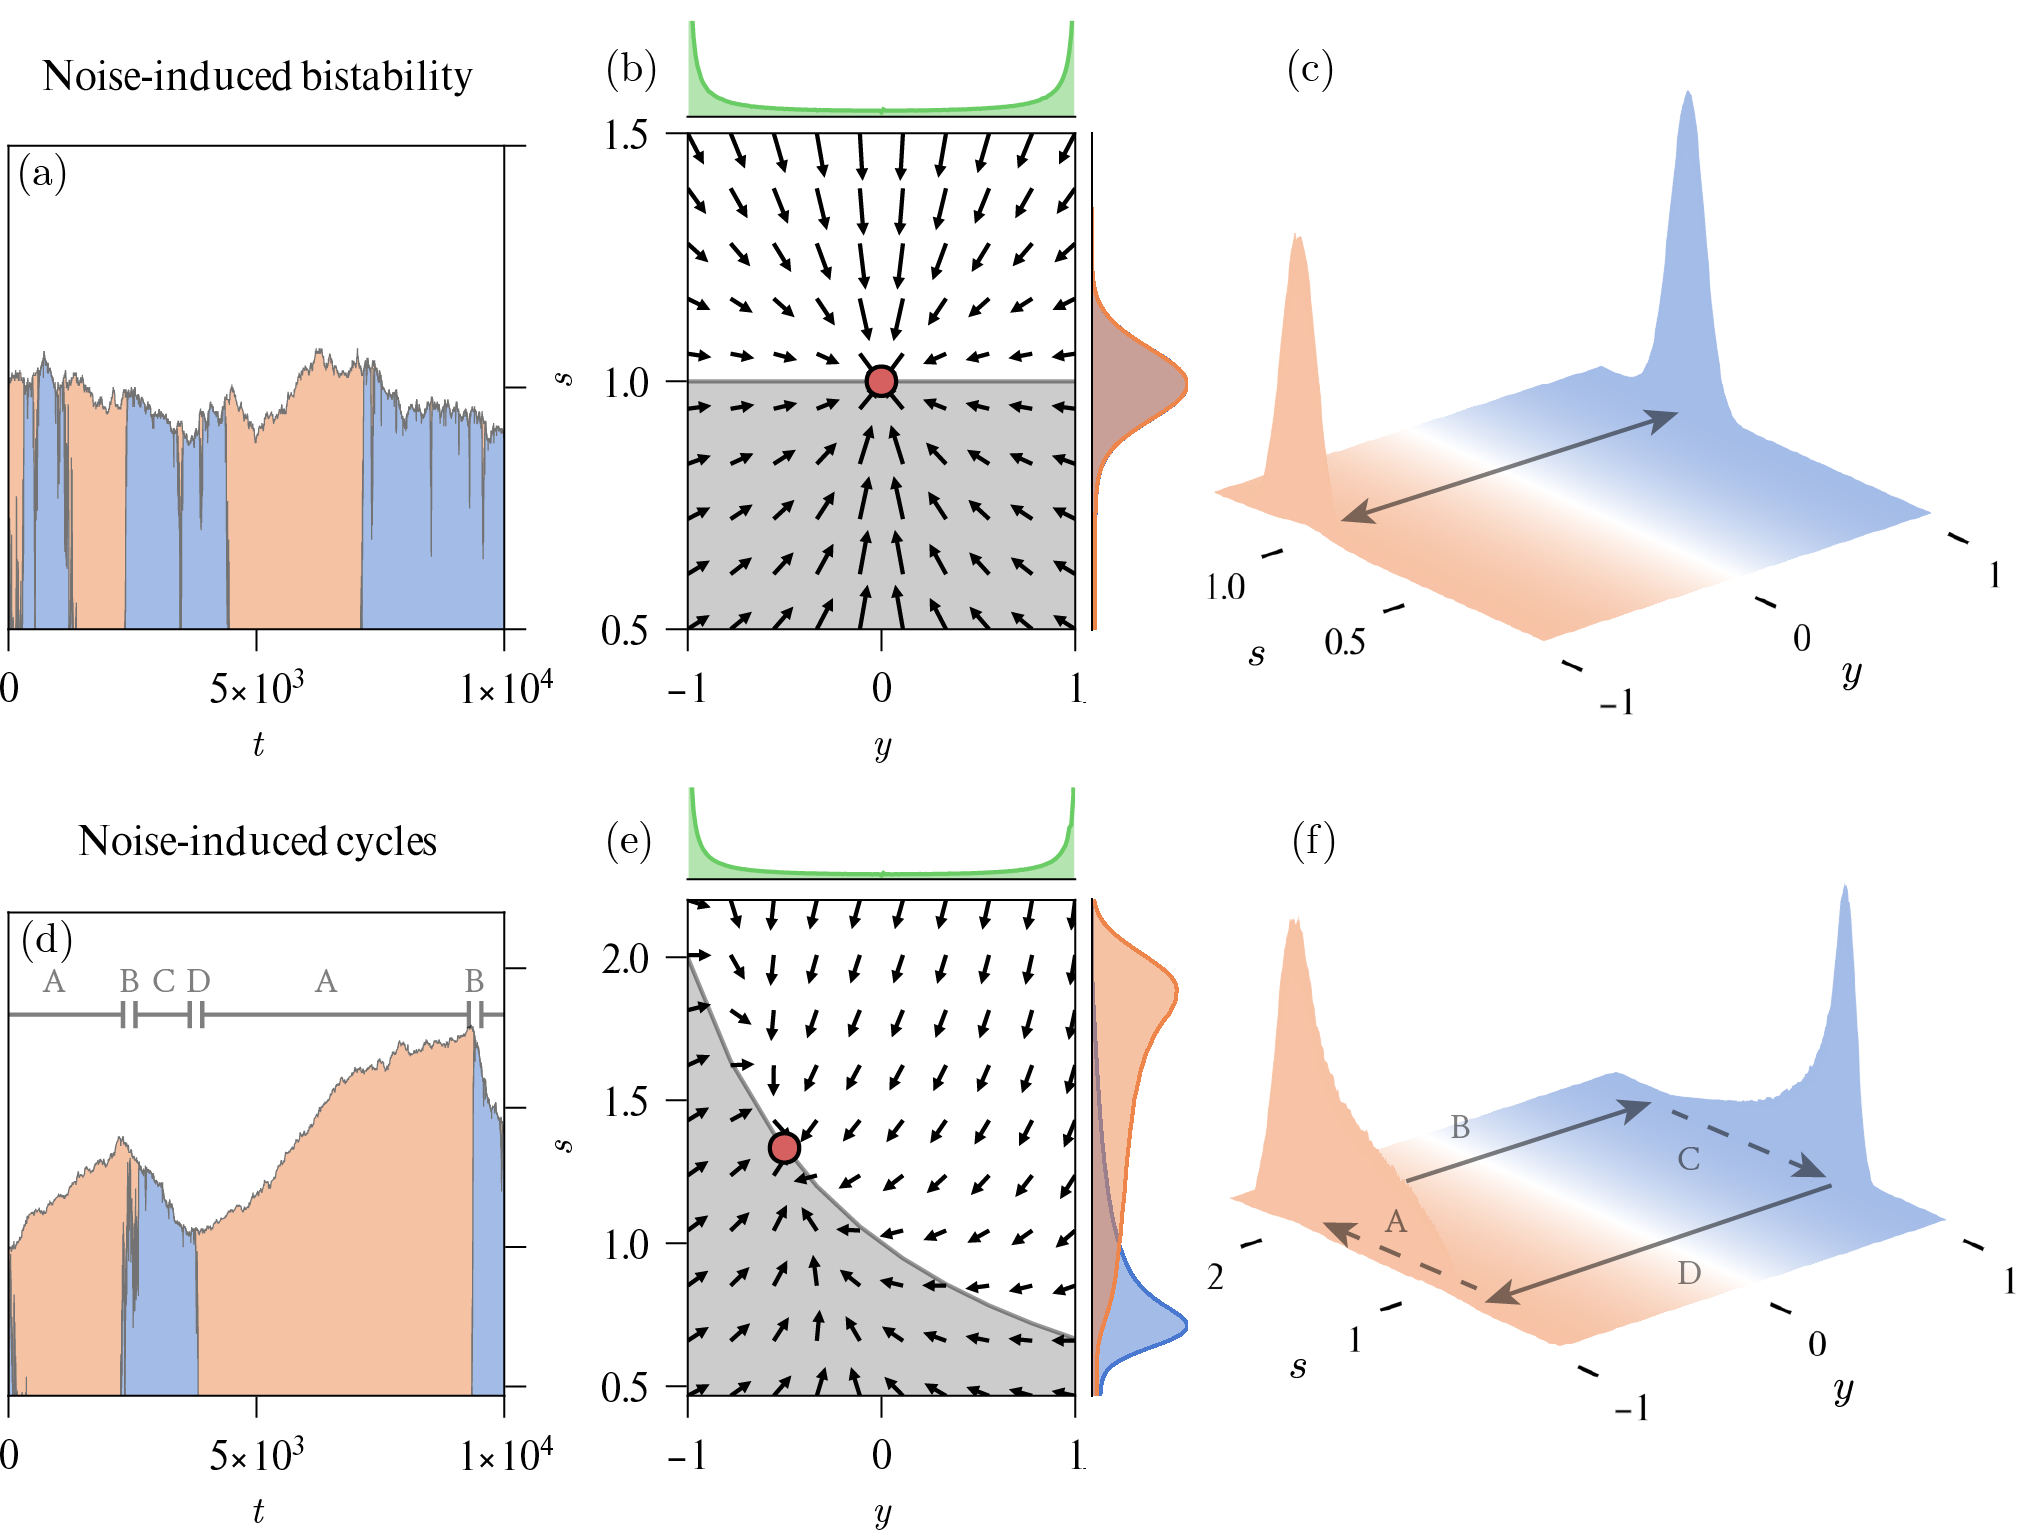 Noise-induced bistability
(a)
0
5×10³
1×10⁴
t
(b)
s
1.5
1.0
0.5
−1
0
1
y
(c)
1.0
0.5
s
−1
0
1
y
Noise-induced cycles
(d)
A B C D A B
0
5×10³
1×10⁴
t
(e)
s
2.0
1.5
1.0
0.5
−1
0
1
y
(f)
B
C
A
D
2
1
s
−1
0
1
y